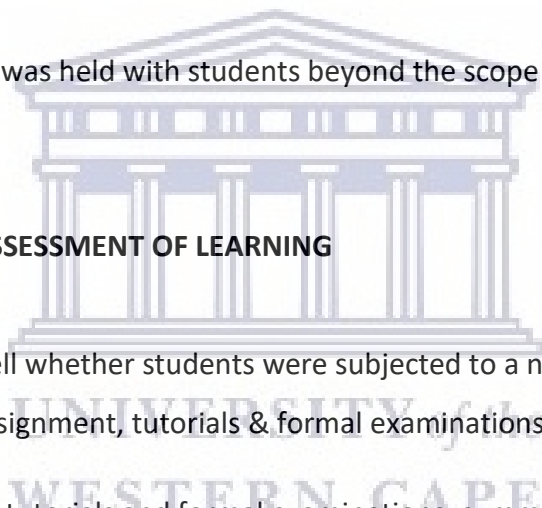 was held with students beyond the scope
SSESSMENT OF LEARNING
ell whether students were subjected to a n
signment, tutorials & formal examinations
UNIVERSITY of the
WESTERN CAPE